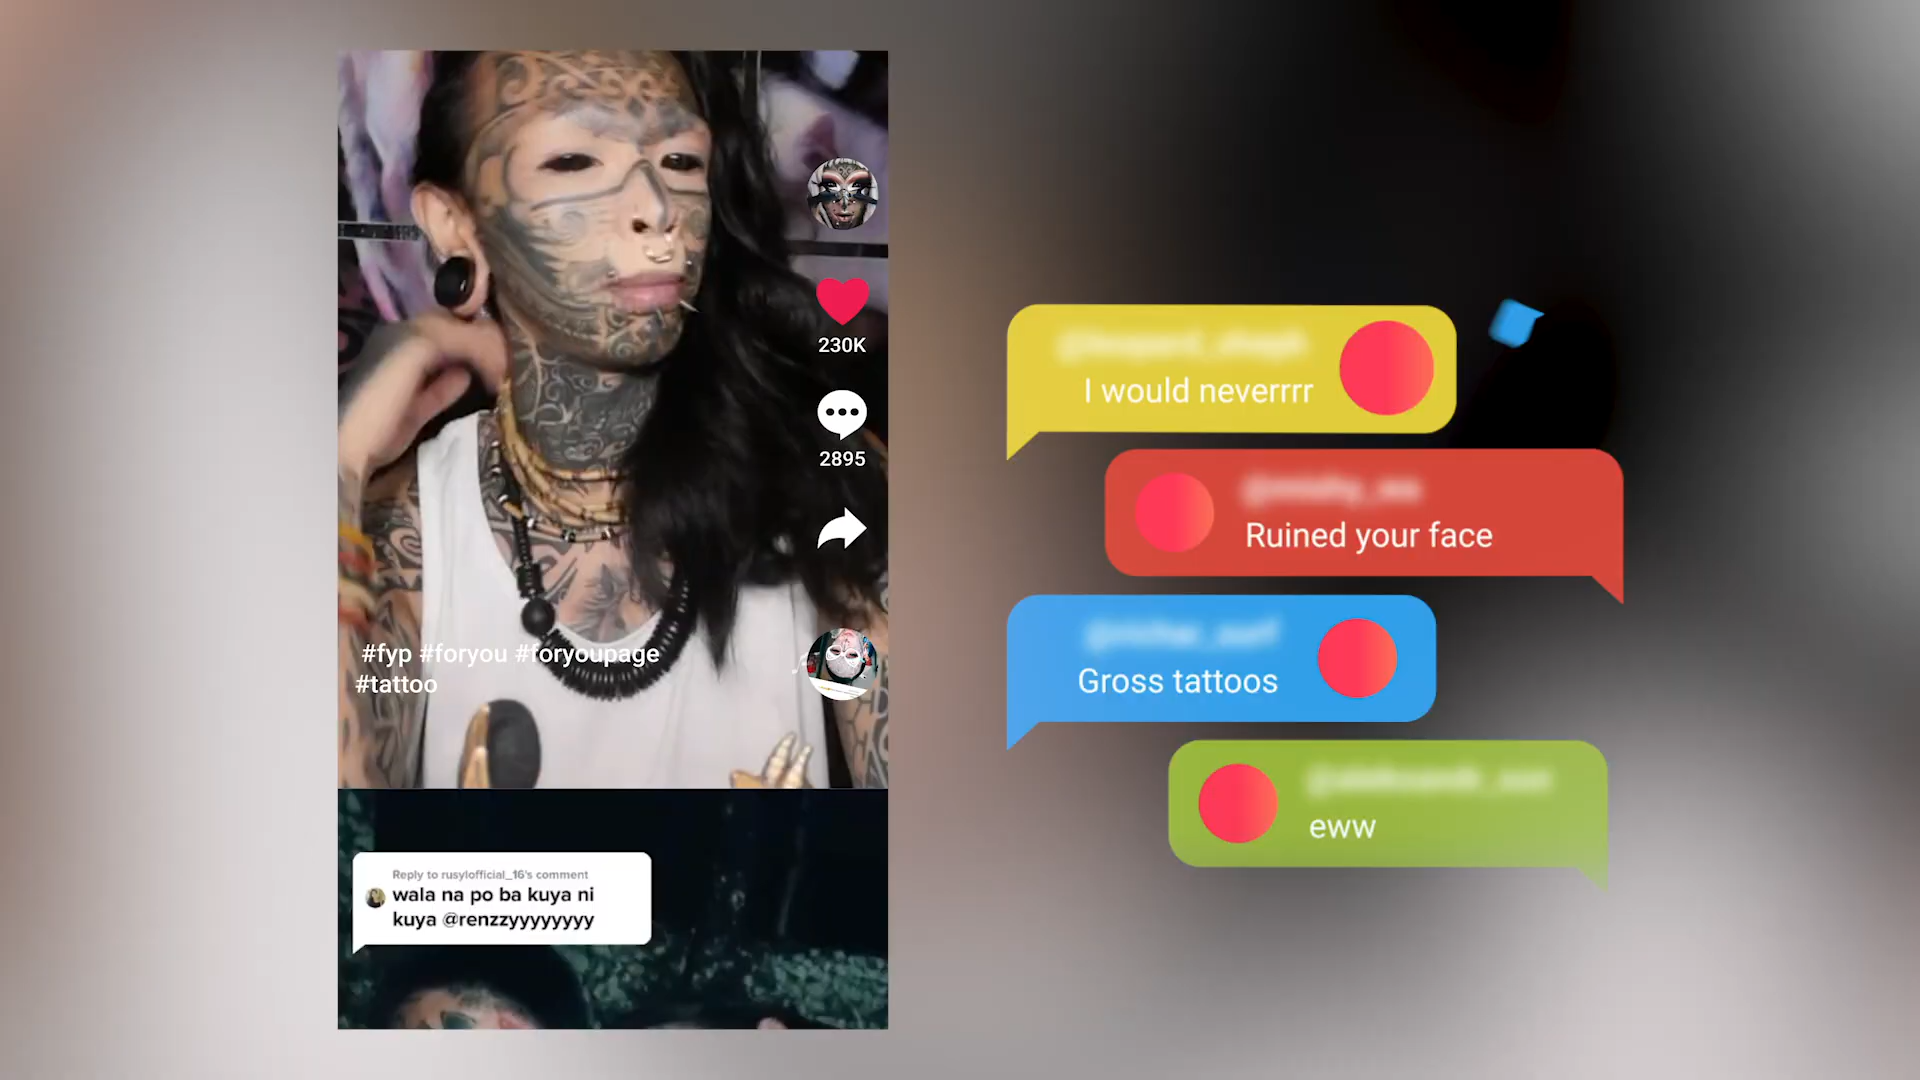 230K
2895
#fyp #foryou #foryoupage
#tattoo
Reply to rusylofficial_16's comment
wala na po ba kuya ni
kuya @renzzyyyyyyyy
I would neverrrr
Ruined your face
Gross tattoos
eww